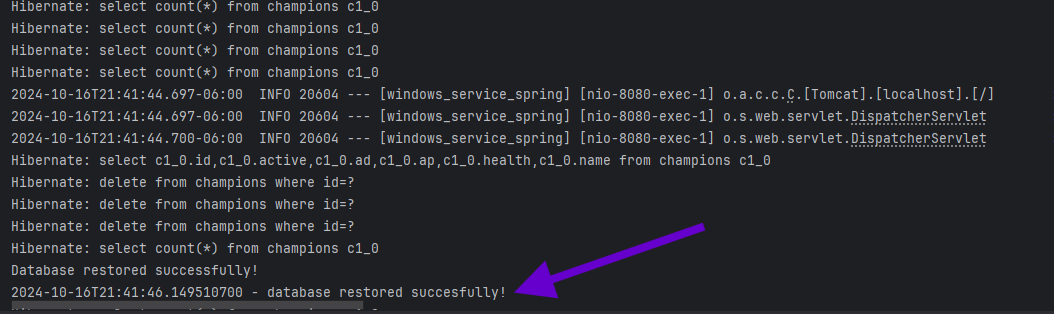 Hibernate: select count(*) from champions c1_0
Hibernate: select count(*) from champions c1_0
Hibernate: select count(*) from champions c1_0
Hibernate: select count(*) from champions c1_0
2024-10-16T21:41:44.697-06:00  INFO 20604 --- [windows_service_spring] [nio-8080-exec-1] o.a.c.c.C.[Tomcat].[localhost].[/]
2024-10-16T21:41:44.697-06:00  INFO 20604 --- [windows_service_spring] [nio-8080-exec-1] o.s.web.servlet.DispatcherServlet
2024-10-16T21:41:44.700-06:00  INFO 20604 --- [windows_service_spring] [nio-8080-exec-1] o.s.web.servlet.DispatcherServlet
Hibernate: select c1_0.id,c1_0.active,c1_0.ad,c1_0.ap,c1_0.health,c1_0.name from champions c1_0
Hibernate: delete from champions where id=?
Hibernate: delete from champions where id=?
Hibernate: delete from champions where id=?
Hibernate: select count(*) from champions c1_0
Database restored successfully!
2024-10-16T21:41:46.149510700 - database restored succesfully!